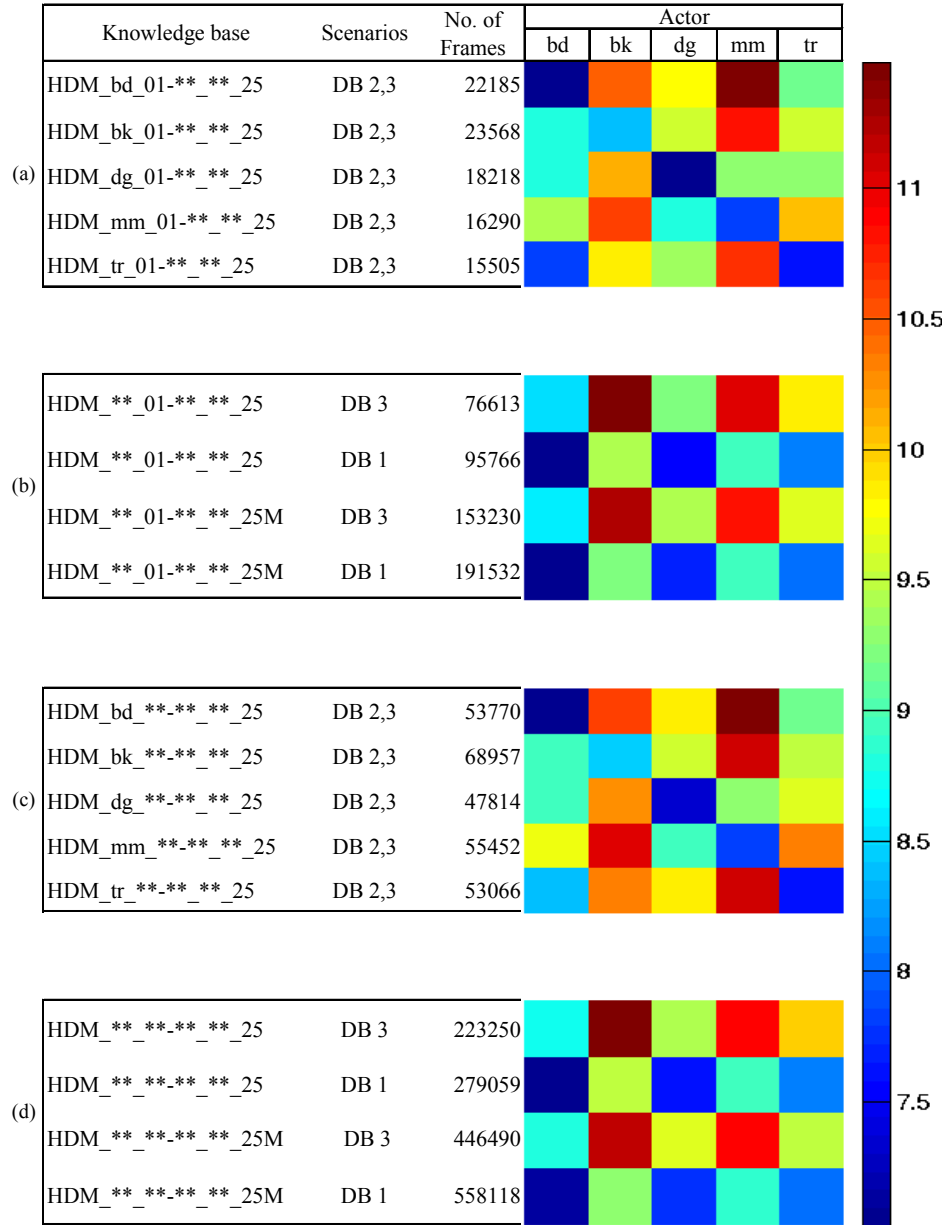 Knowledge base Scenarios No. of Frames Actor
bd bk dg mm tr
(a)
HDM_bd_01-**_**_25 DB 2,3 22185
HDM_bk_01-**_**_25 DB 2,3 23568
HDM_dg_01-**_**_25 DB 2,3 18218
HDM_mm_01-**_**_25 DB 2,3 16290
HDM_tr_01-**_**_25 DB 2,3 15505
(b)
HDM_**_01-**_**_25 DB 3 76613
HDM_**_01-**_**_25 DB 1 95766
HDM_**_01-**_**_25M DB 3 153230
HDM_**_01-**_**_25M DB 1 191532
(c)
HDM_bd_**-**_**_25 DB 2,3 53770
HDM_bk_**-**_**_25 DB 2,3 68957
HDM_dg_**-**_**_25 DB 2,3 47814
HDM_mm_**-**_**_25 DB 2,3 55452
HDM_tr_**-**_**_25 DB 2,3 53066
(d)
HDM_**_**-**_**_25 DB 3 223250
HDM_**_**-**_**_25 DB 1 279059
HDM_**_**-**_**_25M DB 3 446490
HDM_**_**-**_**_25M DB 1 558118
11
10.5
10
9.5
9
8.5
8
7.5